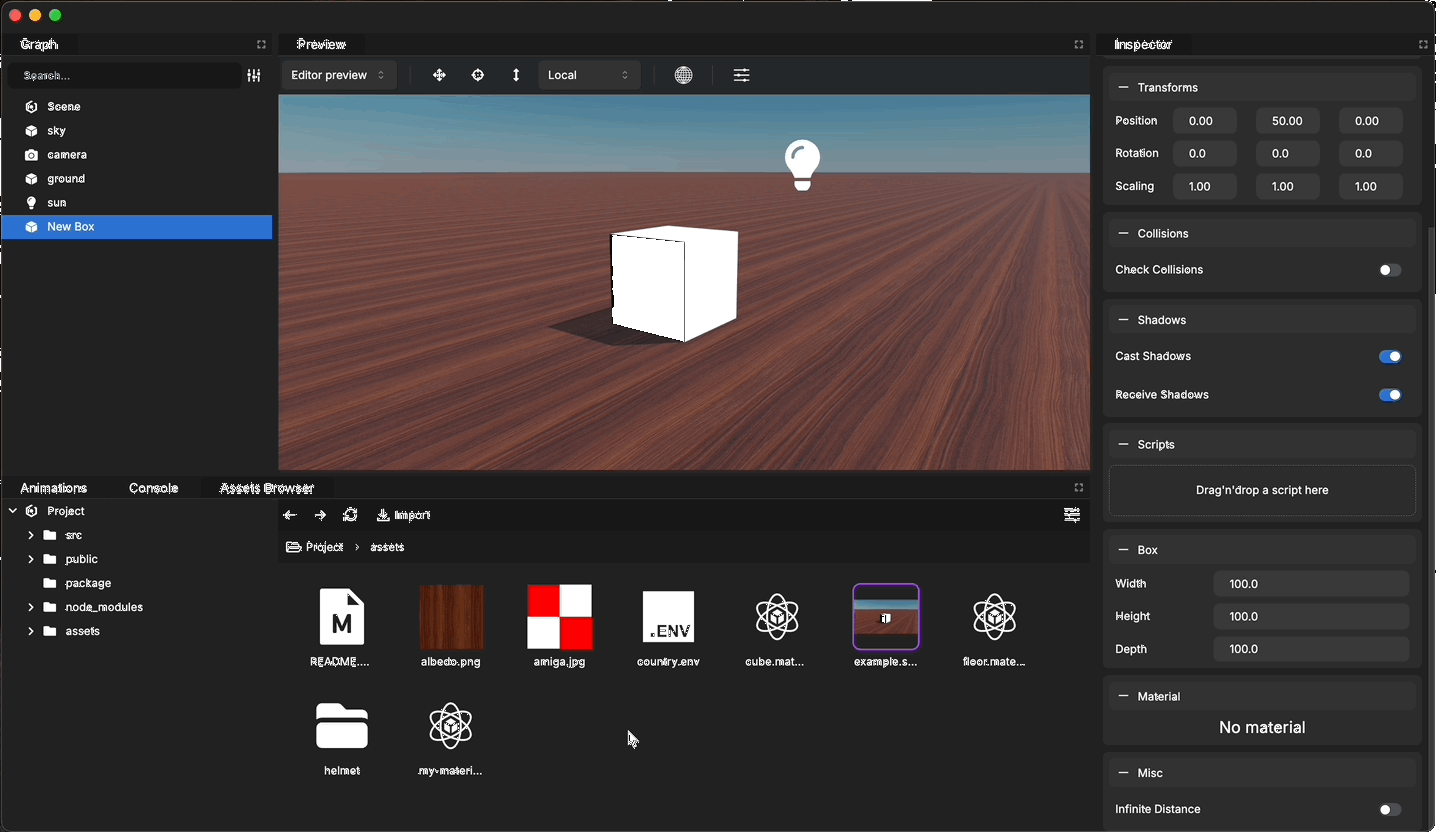 Graph
Search...
Scene
sky
camera
ground
sun
New Box
Preview
Editor preview
Local
Inspector
Transforms
Position 0.00 50.00 0.00
Rotation 0.0 0.0 0.0
Scaling 1.00 1.00 1.00
Collisions
Check Collisions
Shadows
Cast Shadows
Receive Shadows
Scripts
Drag'n'drop a script here
Box
Width 100.0
Height 100.0
Depth 100.0
Material
No material
Misc
Infinite Distance
Animations Console Assets Browser
Project
src
public
package
node_modules
assets
Import
Project > assets
M
.ENV
README....
albedo.png
amiga.jpg
country.env
cube.mat...
example.s...
floor.mate...
helmet
my-materi...